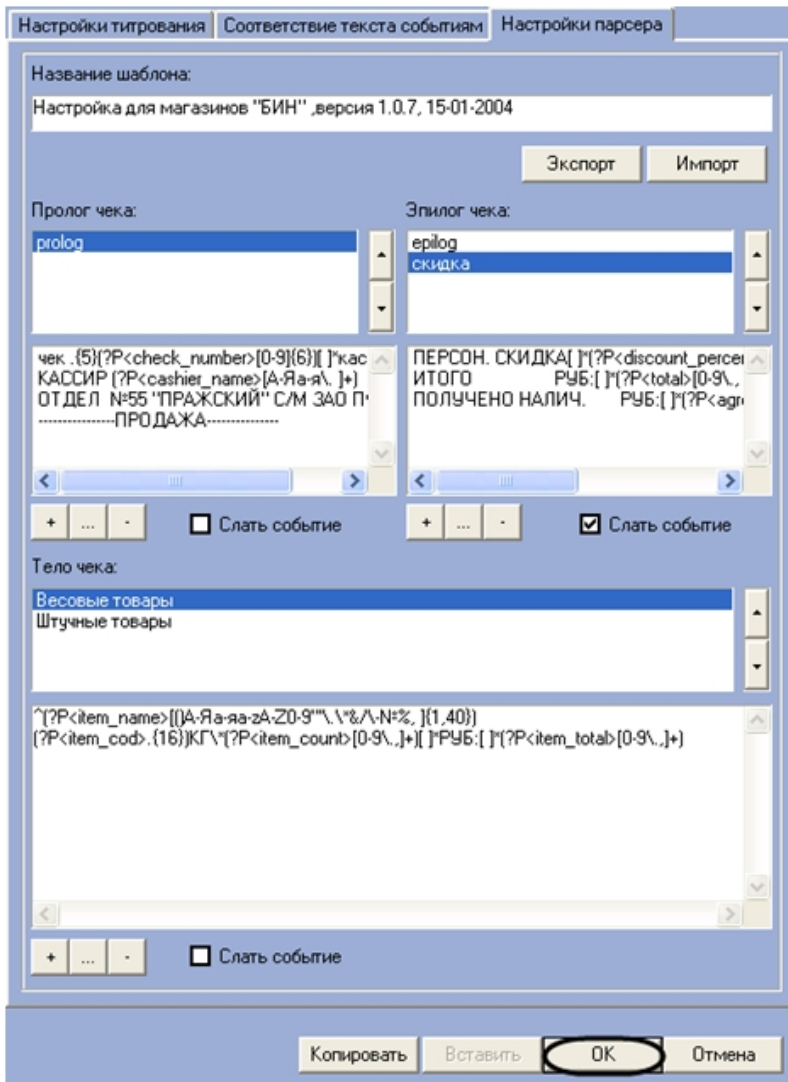 Настройки титрования
Соответствие текста событиям
Настройки парсера
Название шаблона:
Настройка для магазинов "БИН" ,версия 1.0.7, 15-01-2004
Экспорт
Импорт
Пролог чека:
prolog
чек .{5}(?P<check_number>[0-9]{6})[ ]*кас
КАССИР (?P<cashier_name>[А-Яа-я\. ]+)
ОТДЕЛ №55 "ПРАЖСКИЙ" С/М ЗАО
----------------ПРОДАЖА---------------
+ ... -
Слать событие
Эпилог чека:
epilog
скидка
ПЕРСОН. СКИДКА[ ]*(?P<discount_percer
ИТОГО РУБ:[ ]*(?P<total>[0-9\.,
ПОЛУЧЕНО НАЛИЧ. РУБ:[ ]*(?P<agr
+ ... -
Слать событие
Тело чека:
Весовые товары
Штучные товары
^(?P<item_name>[()А-Яа-яa-zA-Z0-9"'\.\*&/\-№%, ]{1,40})
(?P<item_cod>.{16})КГ\*(?P<item_count>[0-9\.,]+)[ ]*РУБ:[ ]*(?P<item_total>[0-9\.,]+)
+ ... -
Слать событие
Копировать
Вставить
OK
Отмена